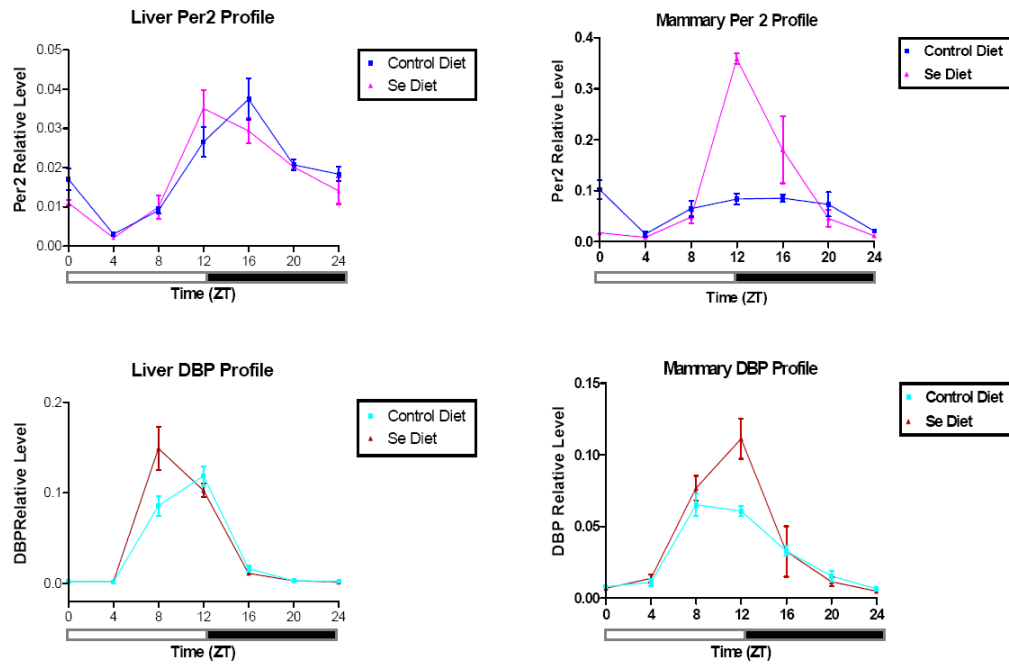 Liver Per2 Profile
Per2 Relative Level
0.05
0.04
0.03
0.02
0.01
0.00
0 4 8 12 16 20 24
Time (ZT)
Control Diet
Se Diet
Mammary Per 2 Profile
Per2 Relative Level
0.4
0.3
0.2
0.1
0.0
0 4 8 12 16 20 24
Time (ZT)
Control Diet
Se Diet
Liver DBP Profile
DBPRelative Level
0.2
0.1
0.0
0 4 8 12 16 20 24
Time (ZT)
Control Diet
Se Diet
Mammary DBP Profile
DBP Relative Level
0.15
0.10
0.05
0.00
0 4 8 12 16 20 24
Time (ZT)
Control Diet
Se Diet